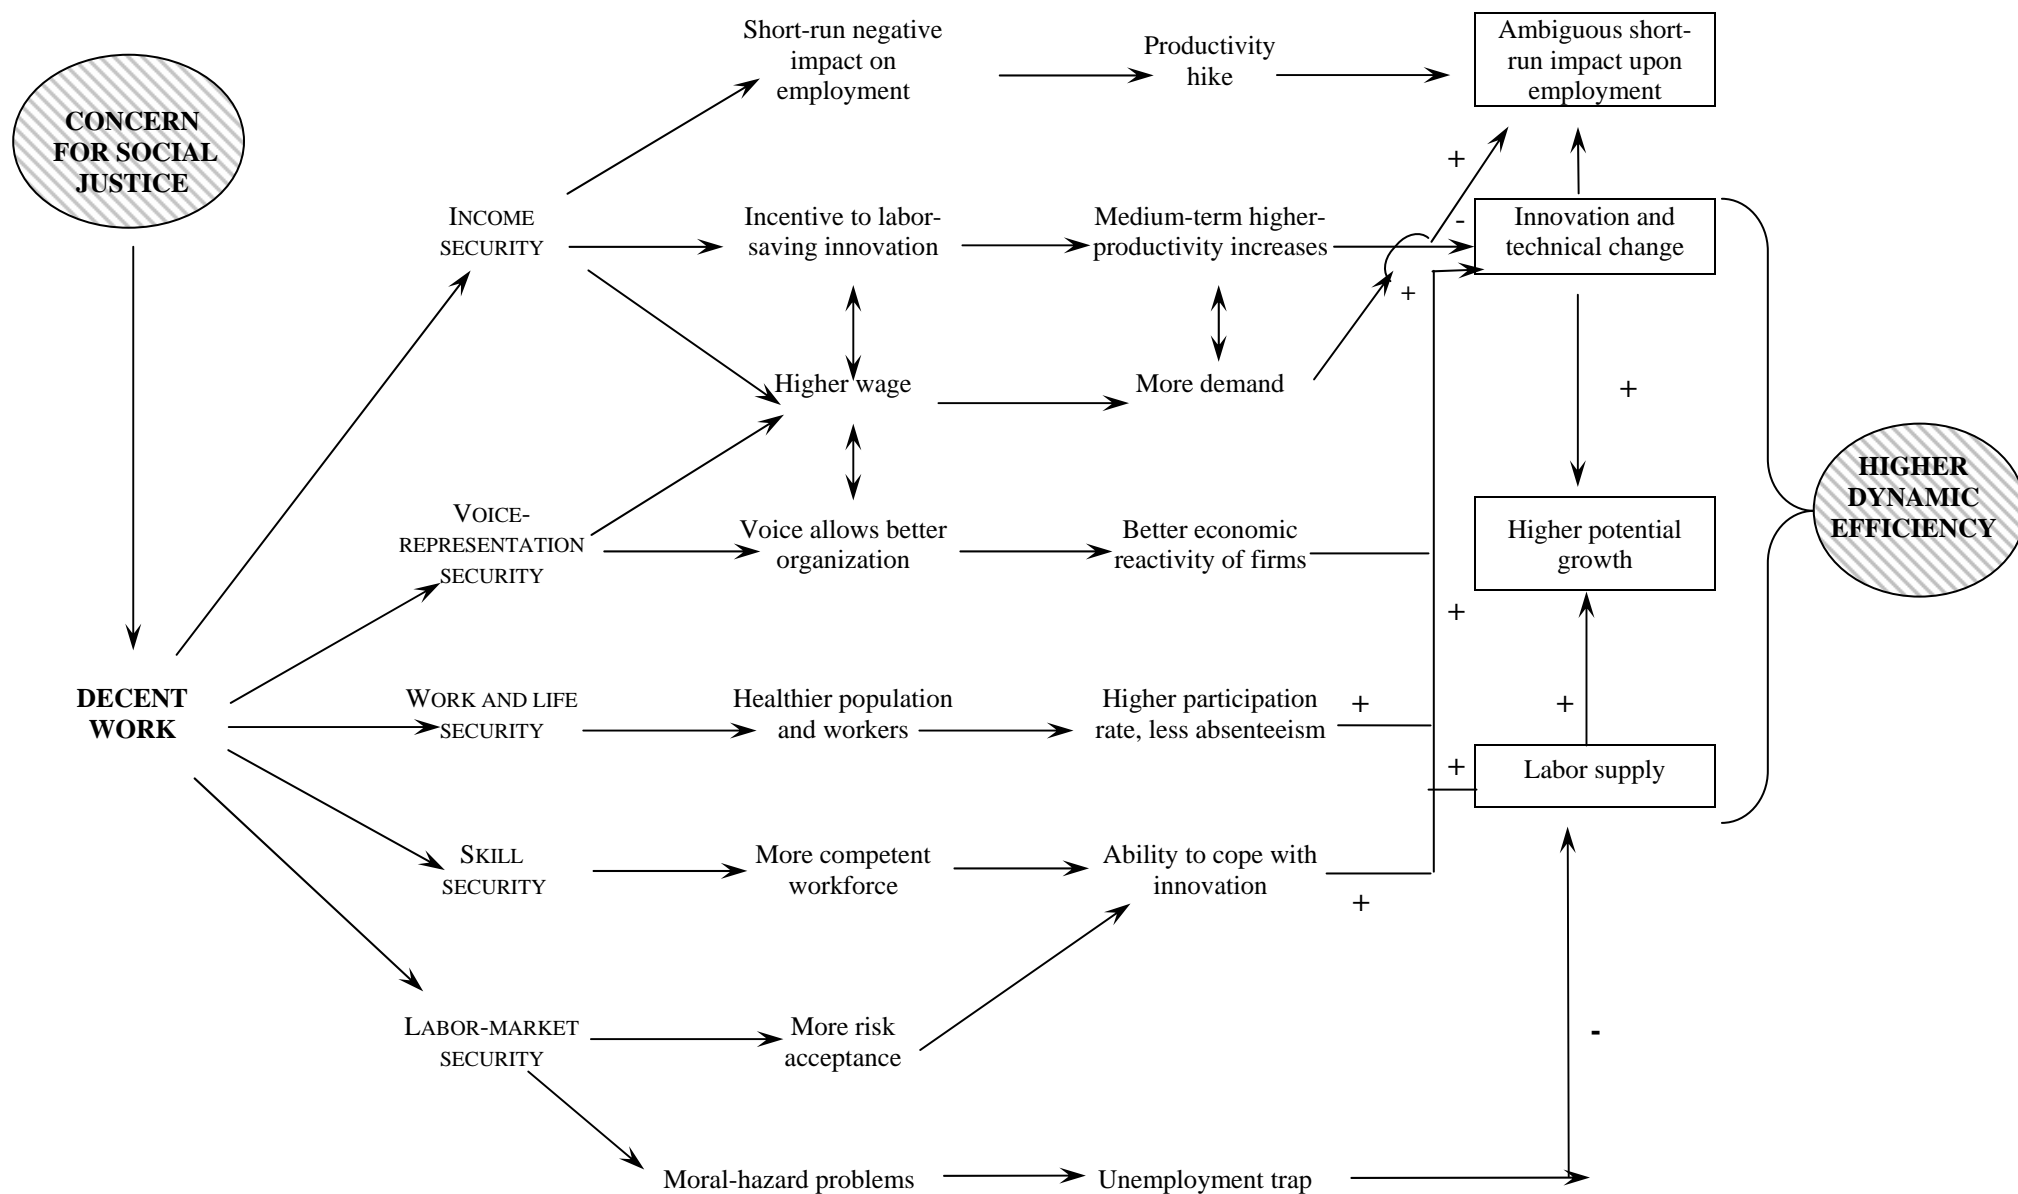 CONCERN
FOR SOCIAL
JUSTICE
DECENT
WORK
INCOME
SECURITY
VOICE-
REPRESENTATION
SECURITY
WORK AND LIFE
SECURITY
SKILL
SECURITY
LABOR-MARKET
SECURITY
Short-run negative
impact on
employment
Incentive to labor-
saving innovation
Higher wage
Voice allows better
organization
Healthier population
and workers
More competent
workforce
More risk
acceptance
Moral-hazard problems
Productivity
hike
Medium-term higher-
productivity increases
More demand
Better economic
reactivity of firms
Higher participation
rate, less absenteeism
Ability to cope with
innovation
Unemployment trap
+
-
+
+
+
+
+
Ambiguous short-
run impact upon
employment
Innovation and
technical change
+
Higher potential
growth
+
Labor supply
-
HIGHER
DYNAMIC
EFFICIENCY